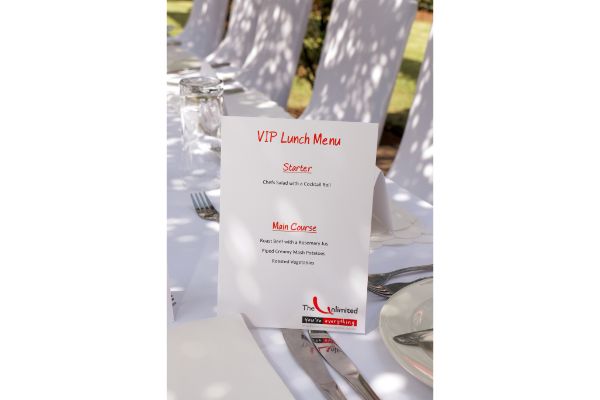 VIP Lunch Menu
Starter
Chefs Salad with a Cocktail Roll
Main Course
Roast Beef with a Rosemary Jus
Piped Creamy Mash Potatoes
Roasted Vegetables
The Unlimited
You're everything